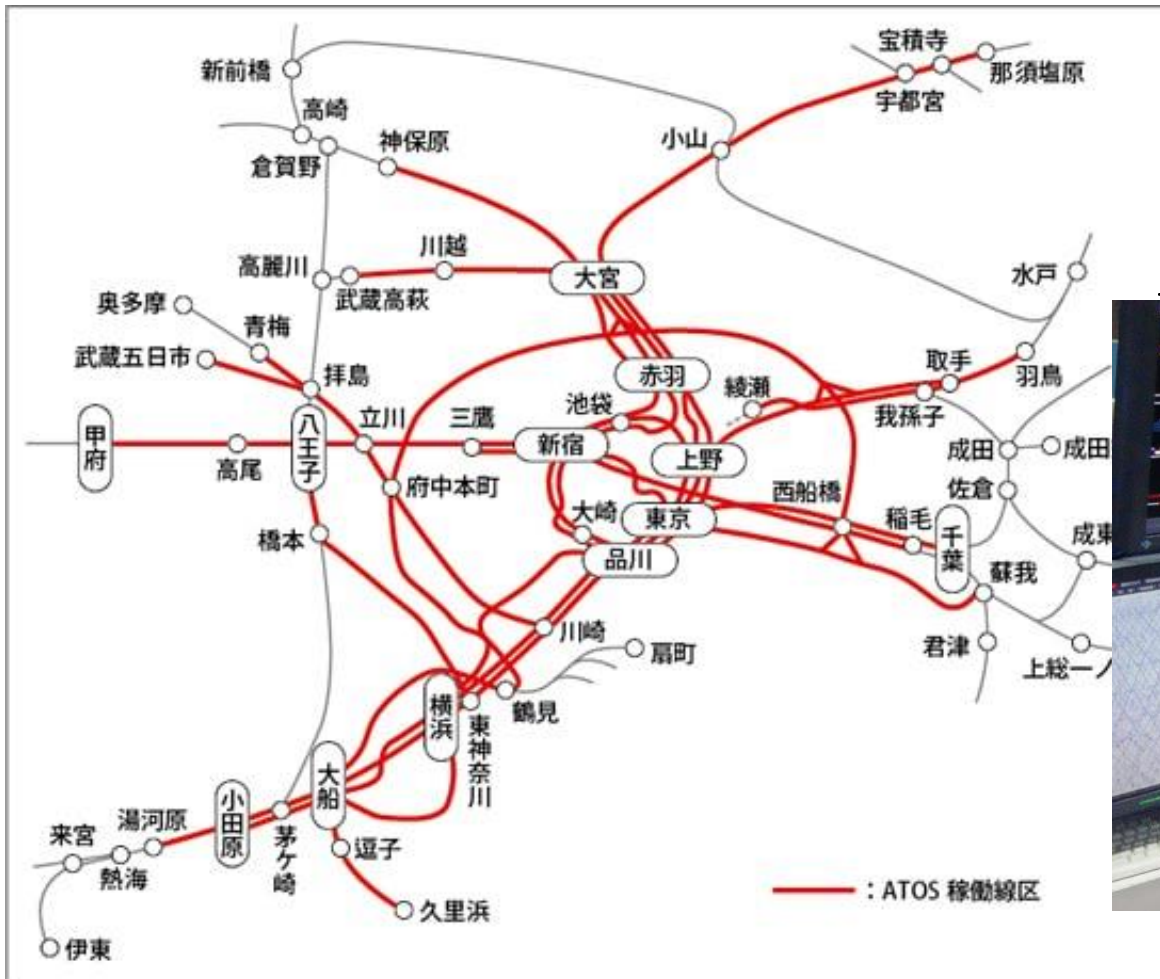 新前橋
高崎
倉賀野
神保原
宝積寺
那須塩原
宇都宮
小山
高麗川
武蔵高萩
川越
大宮
水戸
奥多摩
青梅
武蔵五日市
拝島
赤羽
綾瀬
取手
羽鳥
我孫子
池袋
甲府
高尾
八王子
立川
三鷹
新宿
上野
成田
成田
佐倉
府中本町
西船橋
稲毛
千葉
東京
大崎
品川
橋本
成東
蘇我
君津
上総一ノ
川崎
扇町
鶴見
横浜
東神奈川
大船
小田原
茅ケ崎
湯河原
来宮
熱海
伊東
逗子
久里浜
：ATOS 稼働線区